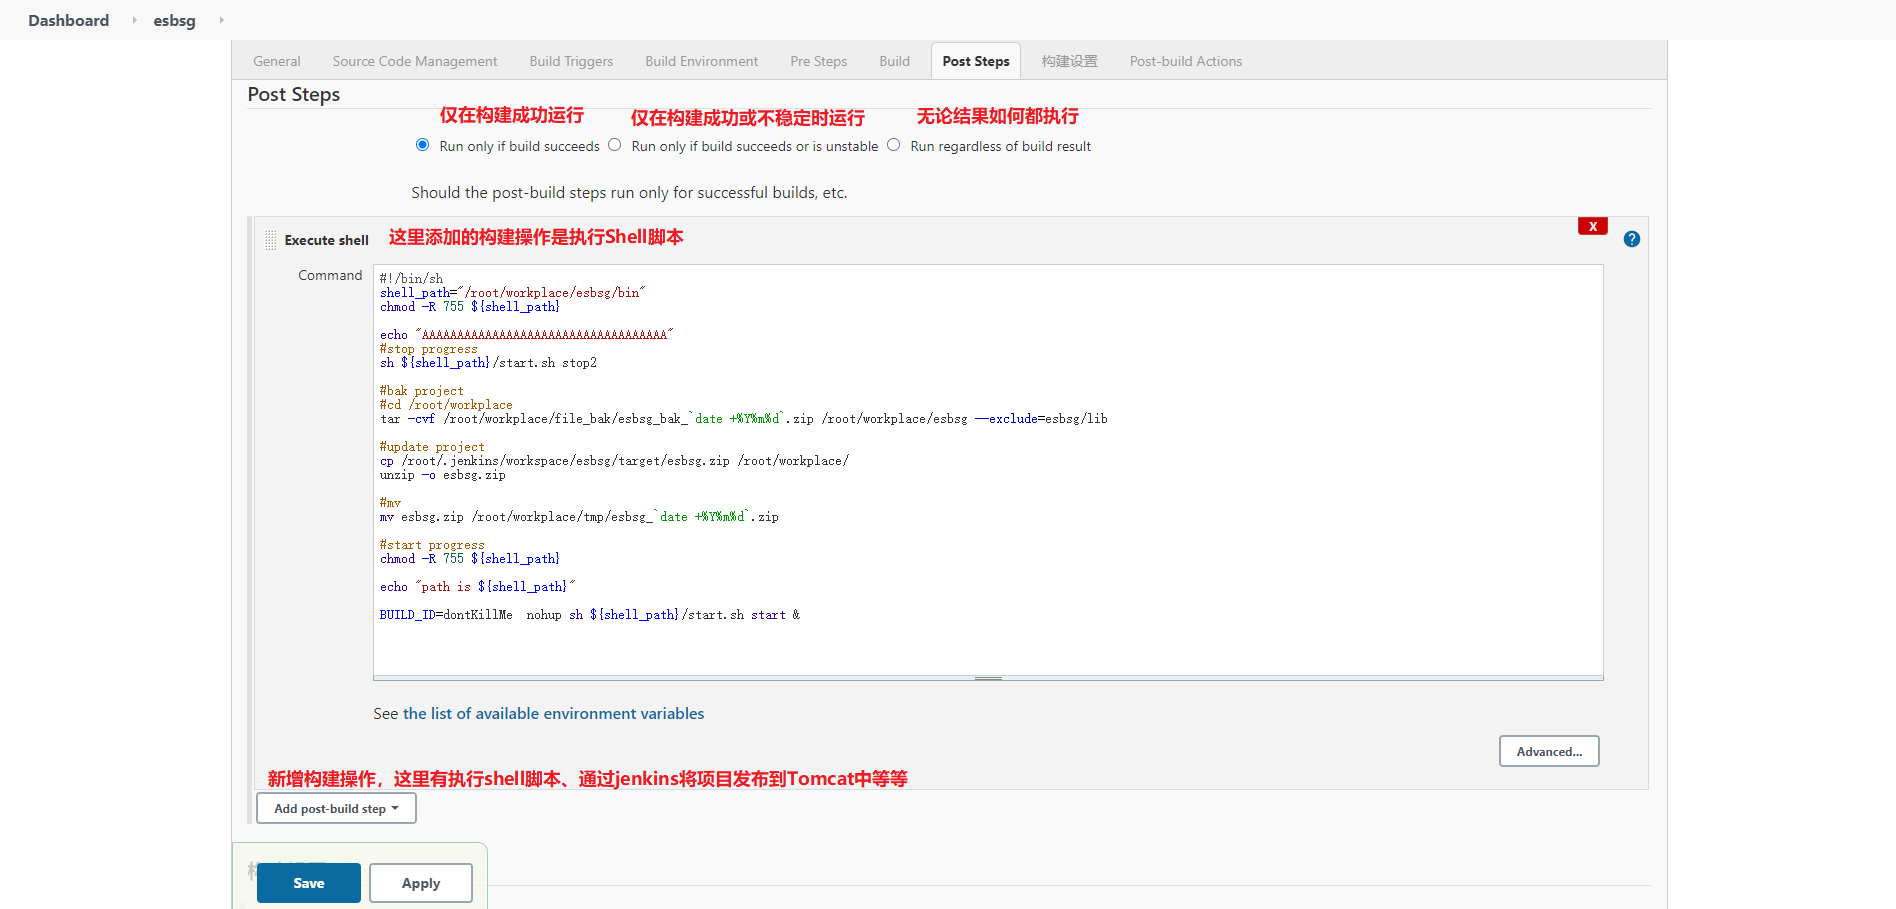 Dashboard esbsg
General Source Code Management Build Triggers Build Environment Pre Steps Build Post Steps 构建设置 Post-build Actions
Post Steps
仅在构建成功运行 仅在构建成功或不稳定时运行 无论结果如何都执行
Run only if build succeeds Run only if build succeeds or is unstable Run regardless of build result
Should the post-build steps run only for successful builds, etc.
Execute shell 这里添加的构建操作是执行Shell脚本 X ?
Command
#!/bin/sh
shell_path="/root/workplace/esbsg/bin"
chmod -R 755 ${shell_path}
echo "AAAAAAAAAAAAAAAAAAAAAAAAAAAAAAAAAAA"
#stop progress
sh ${shell_path}/start.sh stop2
#bak project
#cd /root/workplace
tar -cvf /root/workplace/file_bak/esbsg_bak_`date +%Y%m%d`.zip /root/workplace/esbsg --exclude=esbsg/lib
#update project
cp /root/.jenkins/workspace/esbsg/target/esbsg.zip /root/workplace/
unzip -o esbsg.zip
#mv
mv esbsg.zip /root/workplace/tmp/esbsg_`date +%Y%m%d`.zip
#start progress
chmod -R 755 ${shell_path}
echo "path is ${shell_path}"
BUILD_ID=dontKillMe  nohup sh ${shell_path}/start.sh start &
See the list of available environment variables
Advanced...
新增构建操作，这里有执行shell脚本、通过jenkins将项目发布到Tomcat中等等
Add post-build step
Save Apply